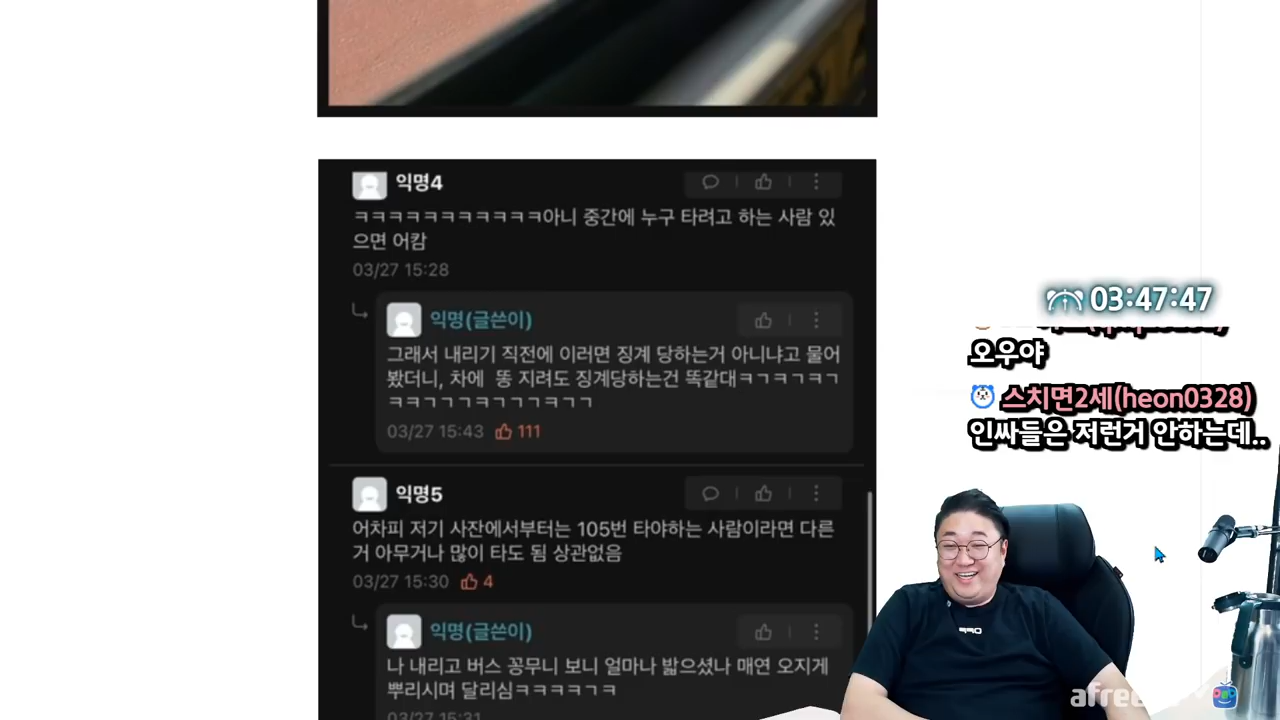 익명4
ㅋㅋㅋㅋㅋㅋㅋㅋㅋㅋㅋ아니 중간에 누구 타려고 하는 사람 있
으면 어캄
03/27 15:28
익명(글쓴이)
그래서 내리기 직전에 이러면 징계 당하는거 아니냐고 물어
봤더니, 차에 똥 지려도 징계당하는건 똑같대ㅋㄱㅋㄱㅋㄱ
ㅋㅋㄱㄱㄱㅋㄱㄱㄱㅋㄱㄱ
03/27 15:43 111
익명5
어차피 저기 사잔에서부터는 105번 타야하는 사람이라면 다른
거 아무거나 많이 타도 됨 상관없음
03/27 15:30 4
익명(글쓴이)
나 내리고 버스 꽁무니 보니 얼마나 밟으셨나 매연 오지게
뿌리시며 달리심ㅋㅋㅋㅋㄱㅋ
03/27 15:31
03:47:47
오우야
스치면2세(heon0328)
인싸들은 저런거 안하는데..